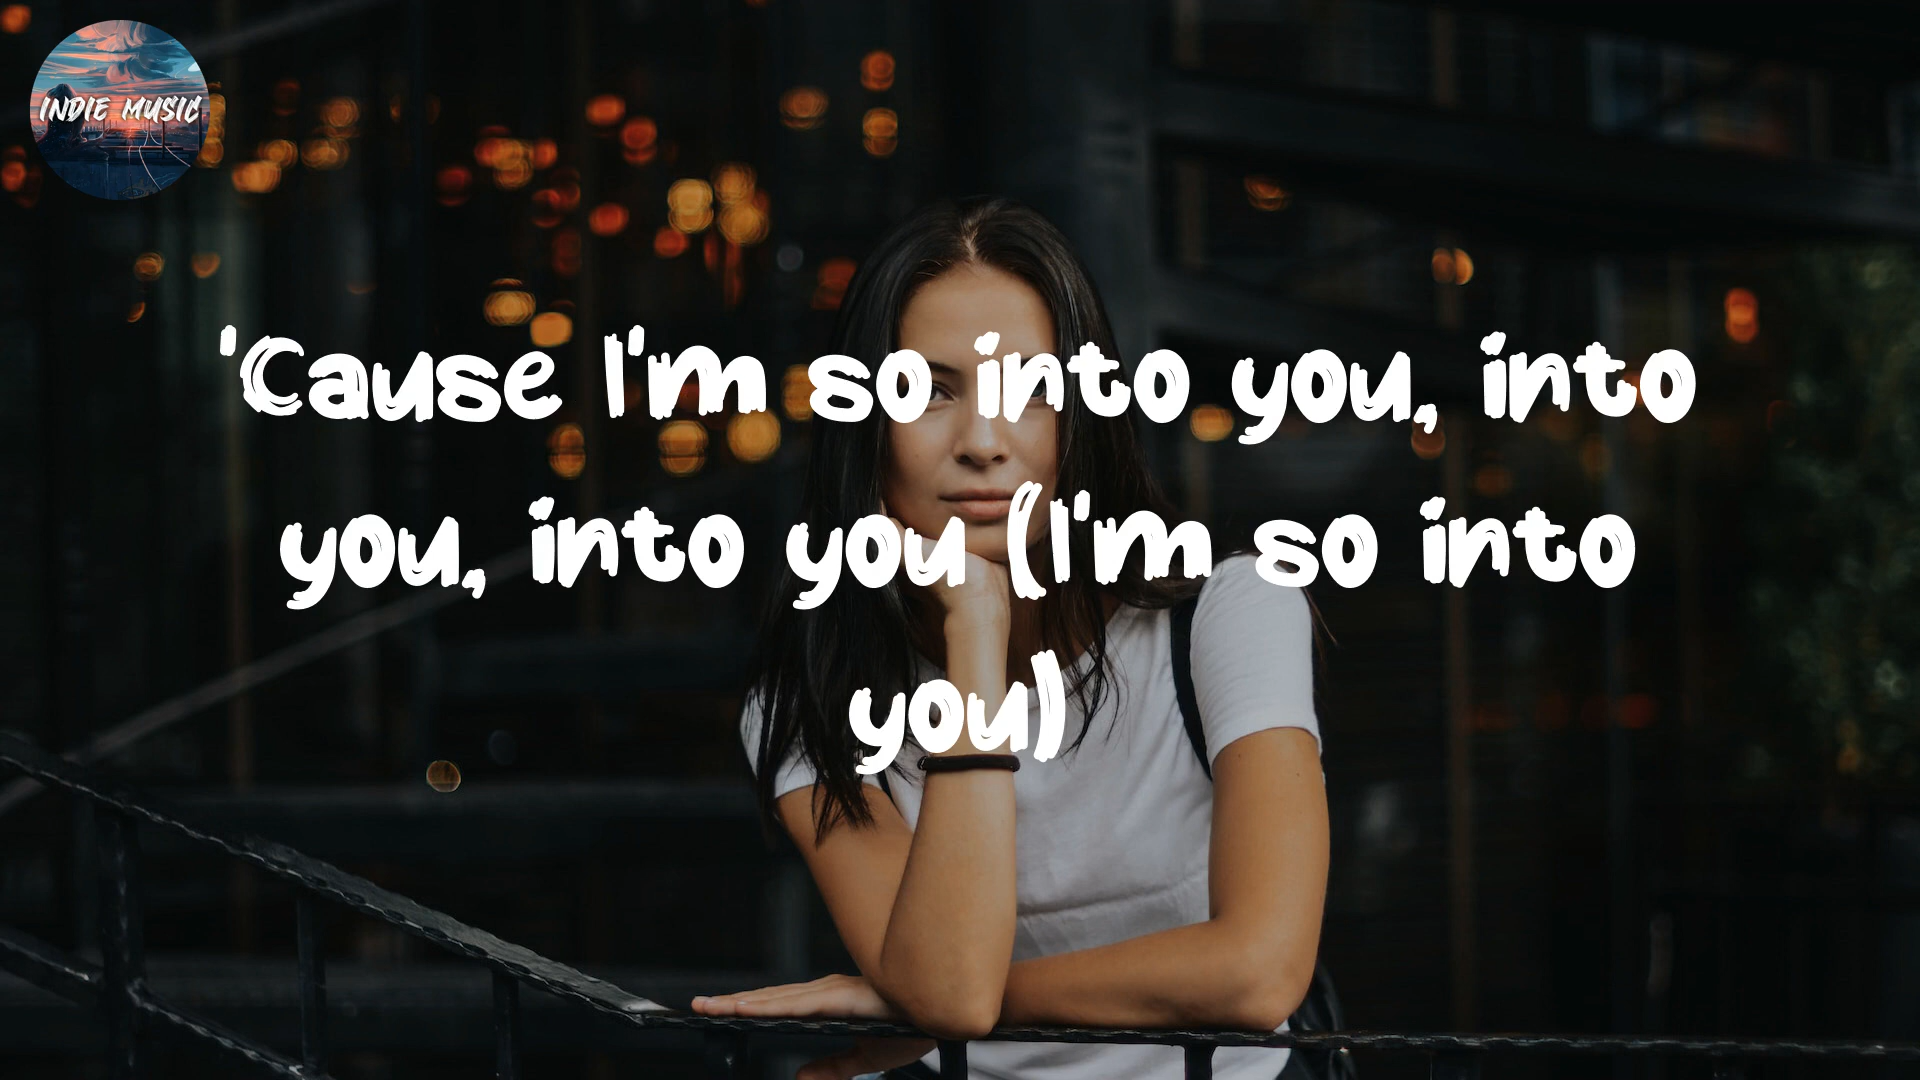 INDIE MUSIC
'Cause I'm so into you, into
you, into you (I'm so into
you)